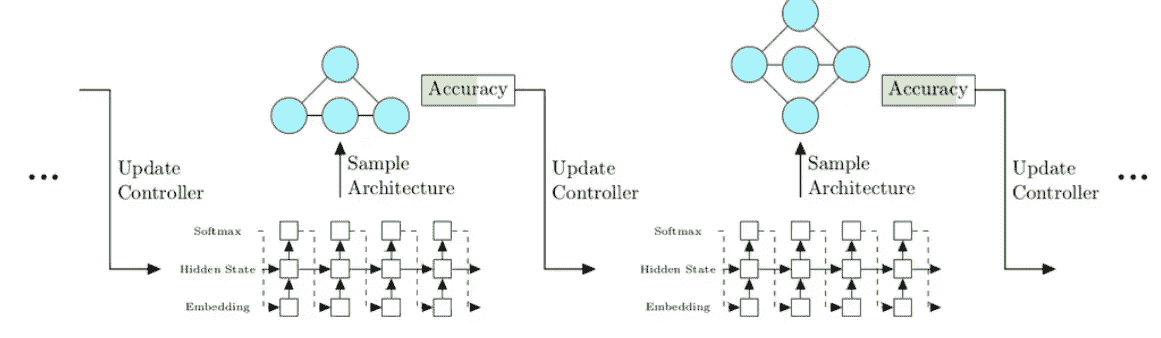 Accuracy
Accuracy
Update
Controller
Sample
Architecture
Update
Controller
Sample
Architecture
Update
Controller
...
...
Softmax
Hidden State
Embedding
Softmax
Hidden State
Embedding